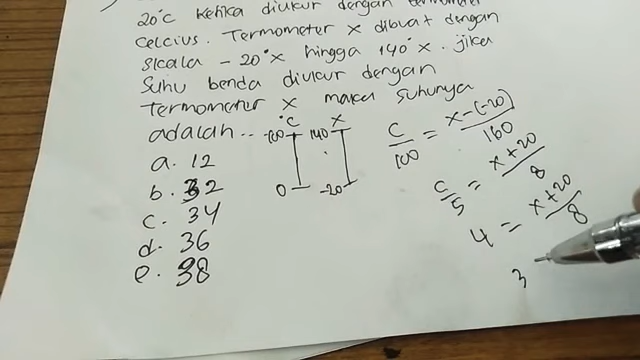 20°C ketika diukur dengan
Celcius. Termometer X dibuat dengan
skala - 20°X hingga 140°X. jika
Suhu benda diukur dengan
Termometer X maka suhunya
adalah...
a. 12
b. 32
c. 34
d. 36
e. 38
°C X
100 140
0 -20
C/100 = x-(-20)/160
C/5 = x+20/8
4 = x+20/8
3